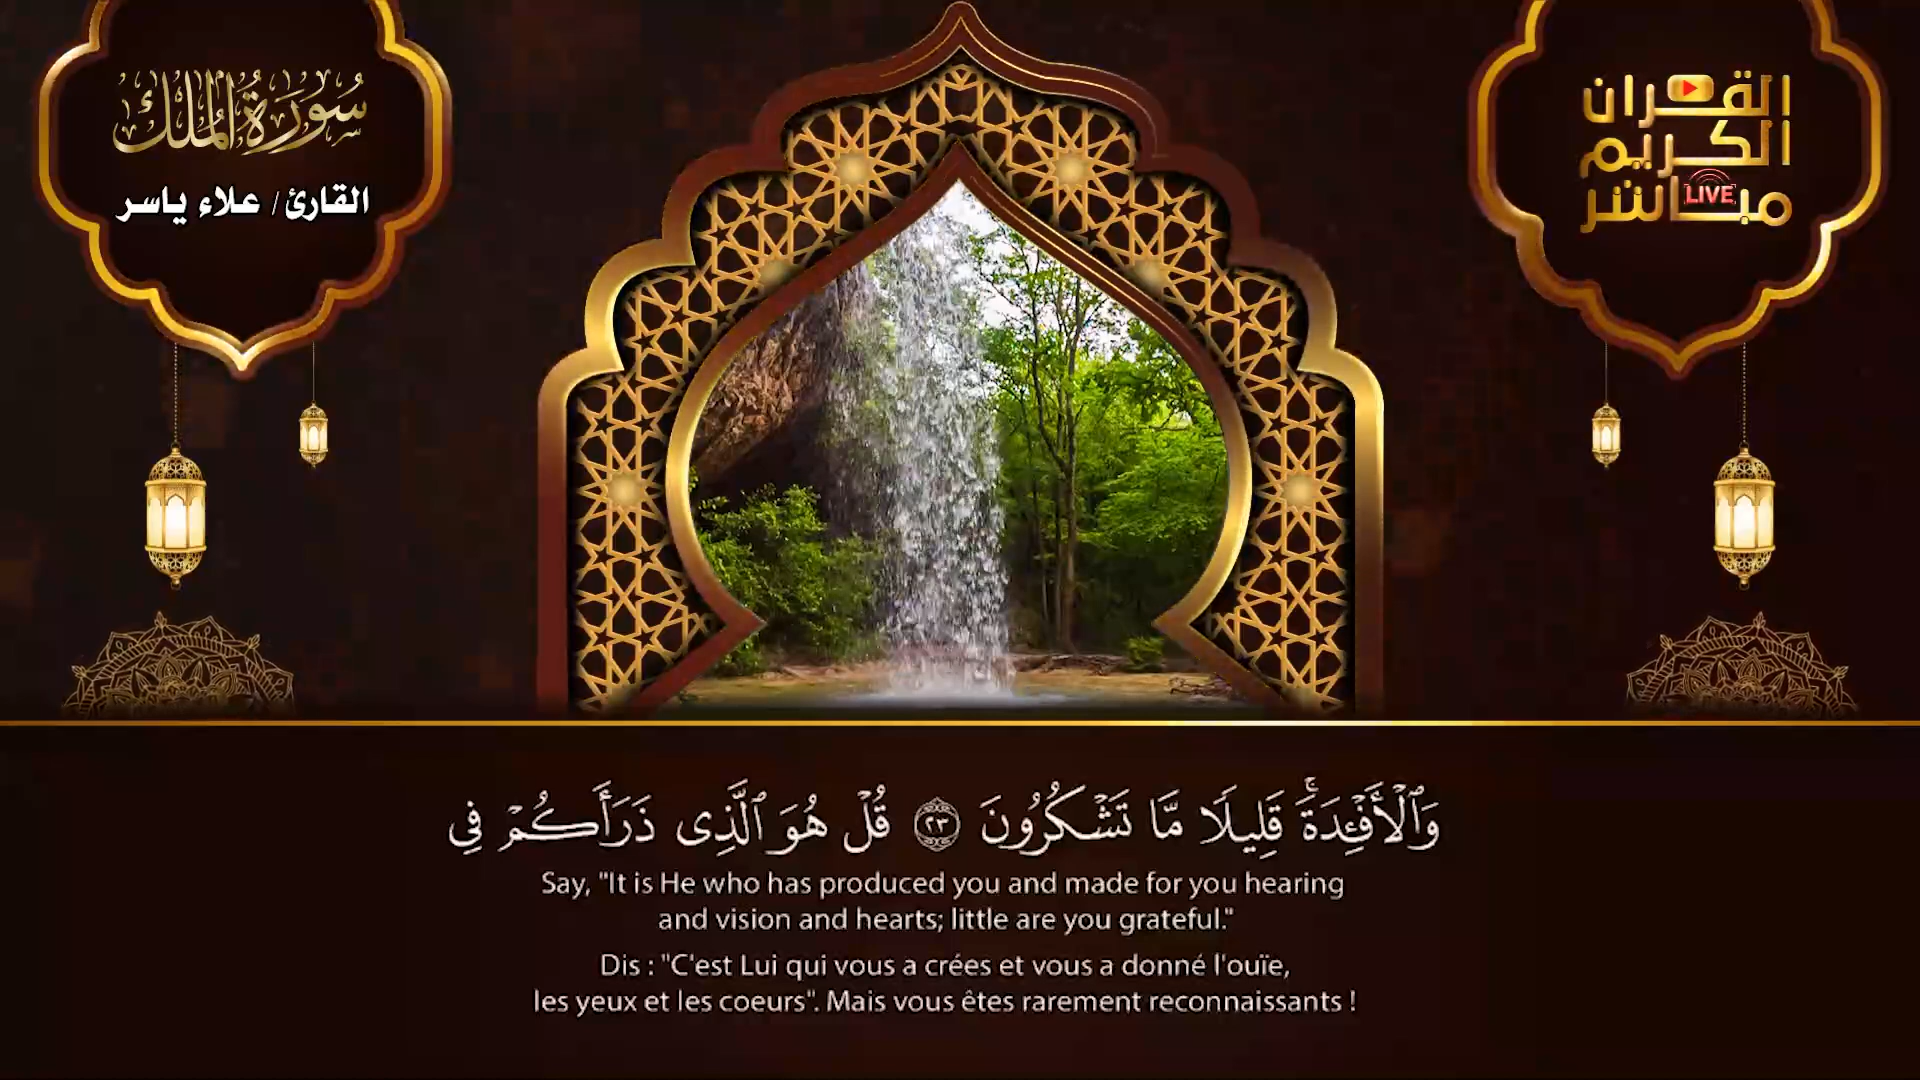 سُورَةُ المُلك
القارئ / علاء ياسر
القرآن
الكريم
مباشر
LIVE
وَٱلْأَفْـِٔدَةَ ۖ قَلِيلًا مَّا تَشْكُرُونَ ٢٣ قُلْ هُوَ ٱلَّذِى ذَرَأَكُمْ فِى
Say, "It is He who has produced you and made for you hearing
and vision and hearts; little are you grateful."
Dis : "C'est Lui qui vous a crées et vous a donné l'ouïe,
les yeux et les coeurs". Mais vous êtes rarement reconnaissants !